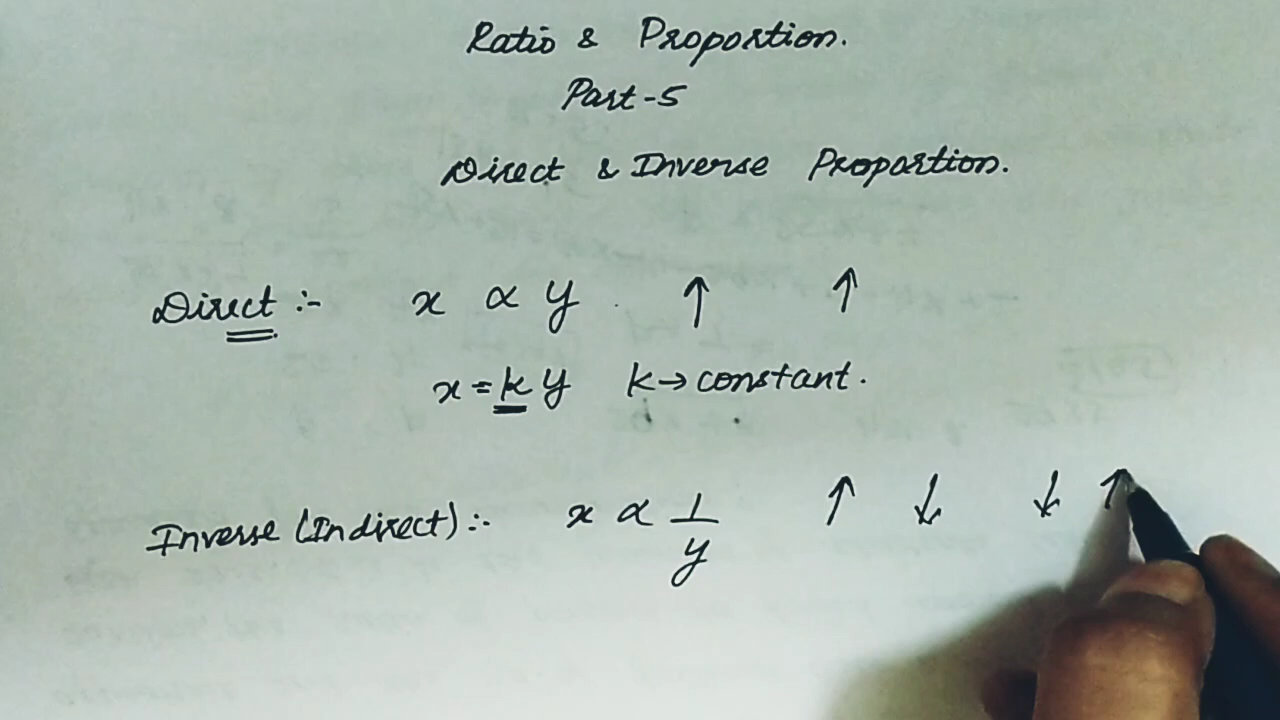 Ratio & Proportion.
Part-5
Direct & Inverse Proportion.
Direct :- x ∝ y ↑ ↑
x = k y k → constant.
Inverse (Indirect) :- x ∝ 1/y ↑ ↓ ↓ ↑